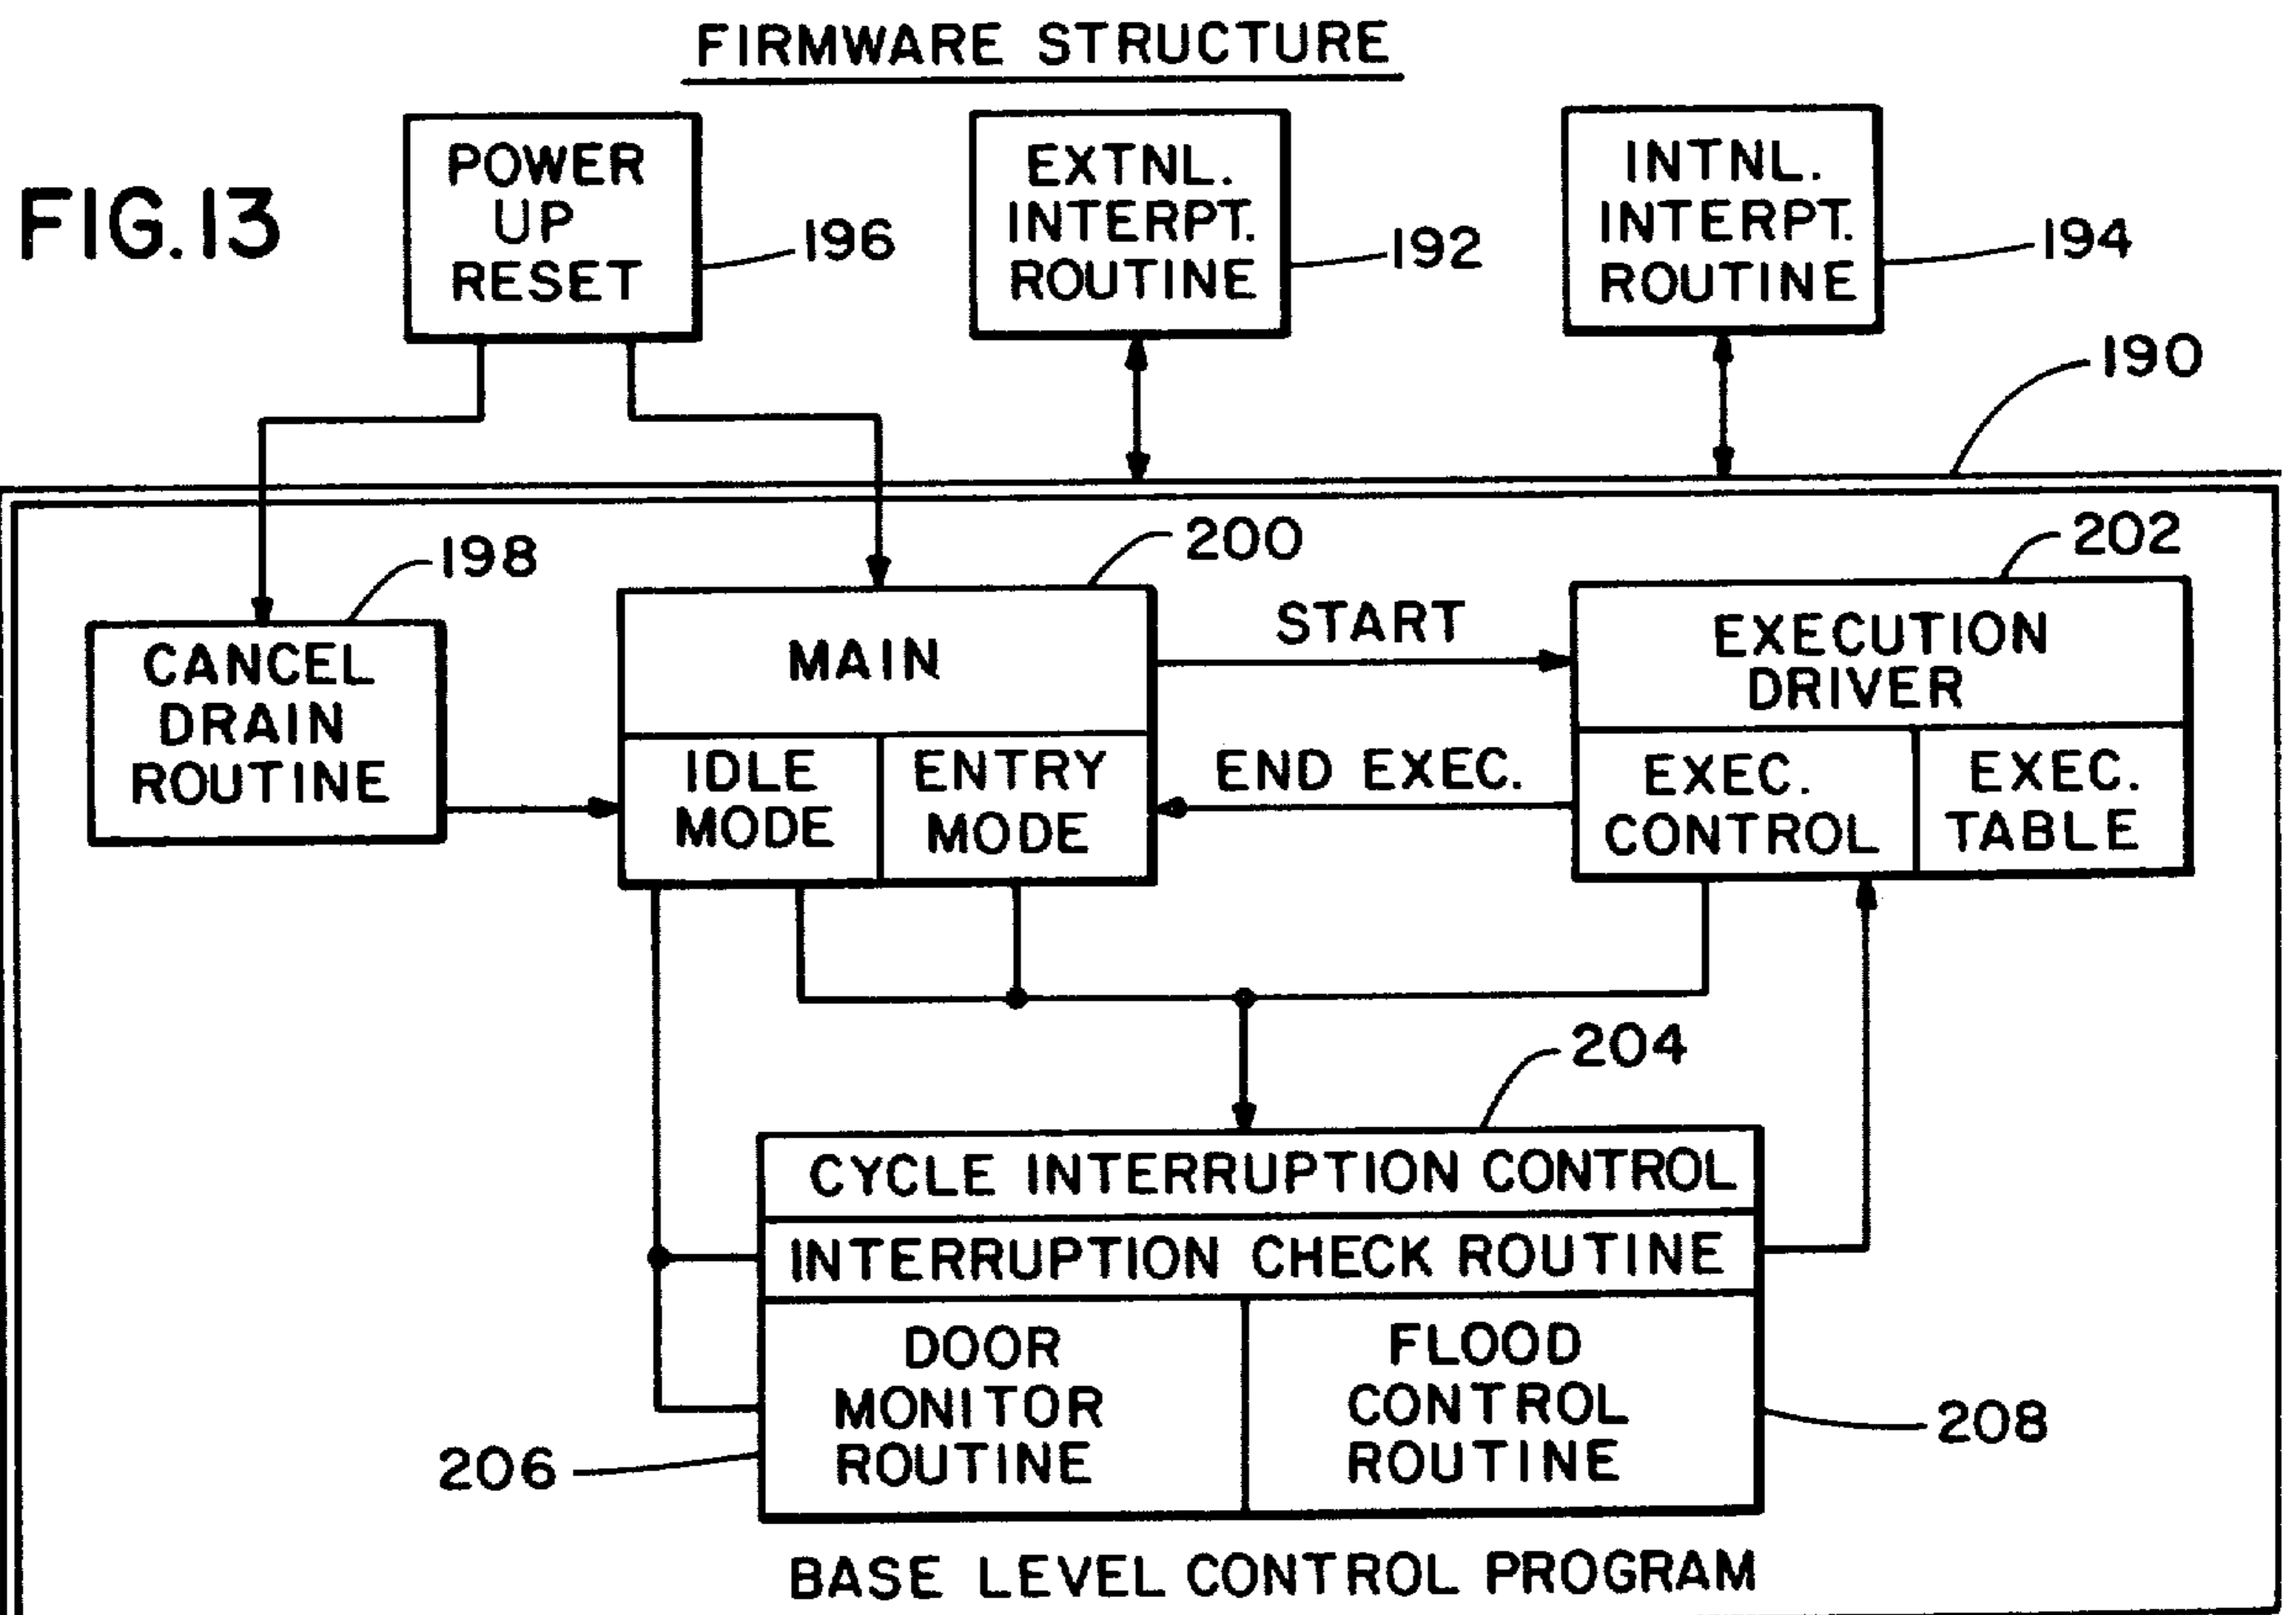 FIRMWARE STRUCTURE
FIG.13
POWER
UP
RESET
196
EXTNL.
INTERPT.
ROUTINE
192
INTNL.
INTERPT.
ROUTINE
194
190
198
CANCEL
DRAIN
ROUTINE
200
MAIN
IDLE
MODE
ENTRY
MODE
START
END EXEC.
202
EXECUTION
DRIVER
EXEC.
CONTROL
EXEC.
TABLE
204
CYCLE INTERRUPTION CONTROL
INTERRUPTION CHECK ROUTINE
DOOR
MONITOR
ROUTINE
206
FLOOD
CONTROL
ROUTINE
208
BASE LEVEL CONTROL PROGRAM